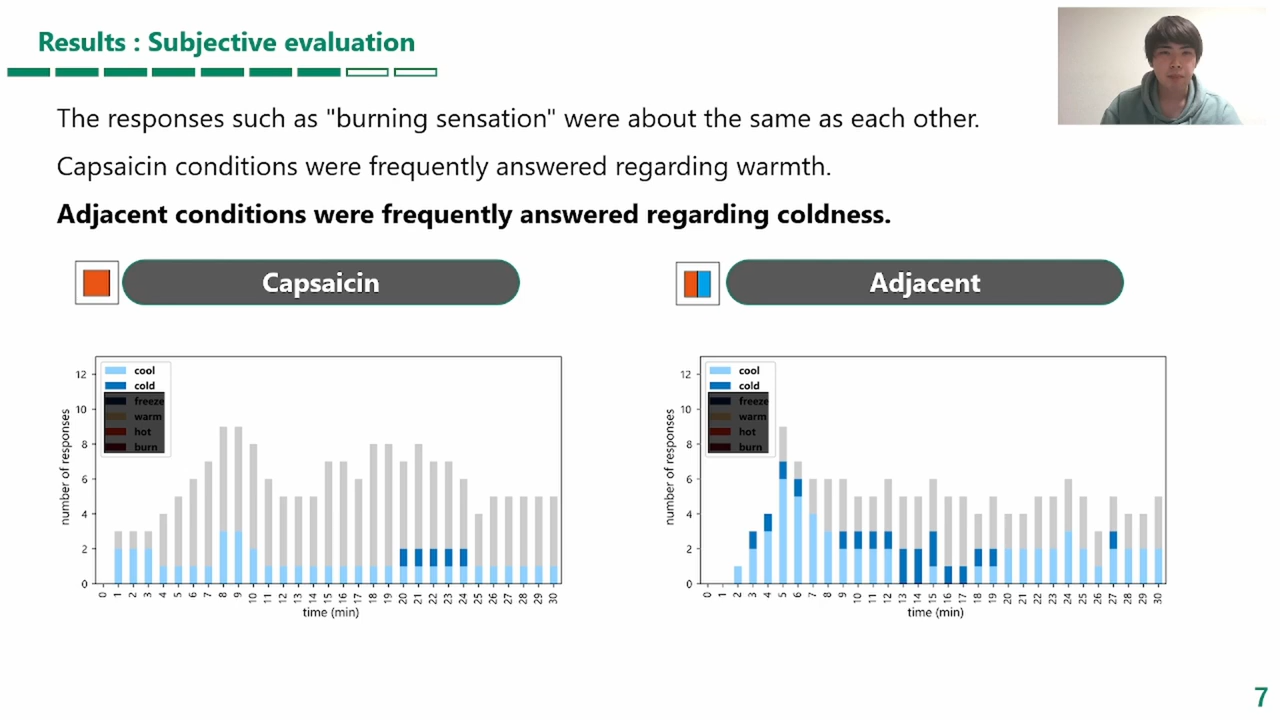 Results : Subjective evaluation
The responses such as "burning sensation" were about the same as each other.
Capsaicin conditions were frequently answered regarding warmth.
Adjacent conditions were frequently answered regarding coldness.
Capsaicin
Adjacent
number of responses
12
10
8
6
4
2
0
cool
cold
freeze
warm
hot
burn
0 1 2 3 4 5 6 7 8 9 10 11 12 13 14 15 16 17 18 19 20 21 22 23 24 25 26 27 28 29 30
time (min)
number of responses
12
10
8
6
4
2
0
cool
cold
freeze
warm
hot
burn
0 1 2 3 4 5 6 7 8 9 10 11 12 13 14 15 16 17 18 19 20 21 22 23 24 25 26 27 28 29 30
time (min)
7